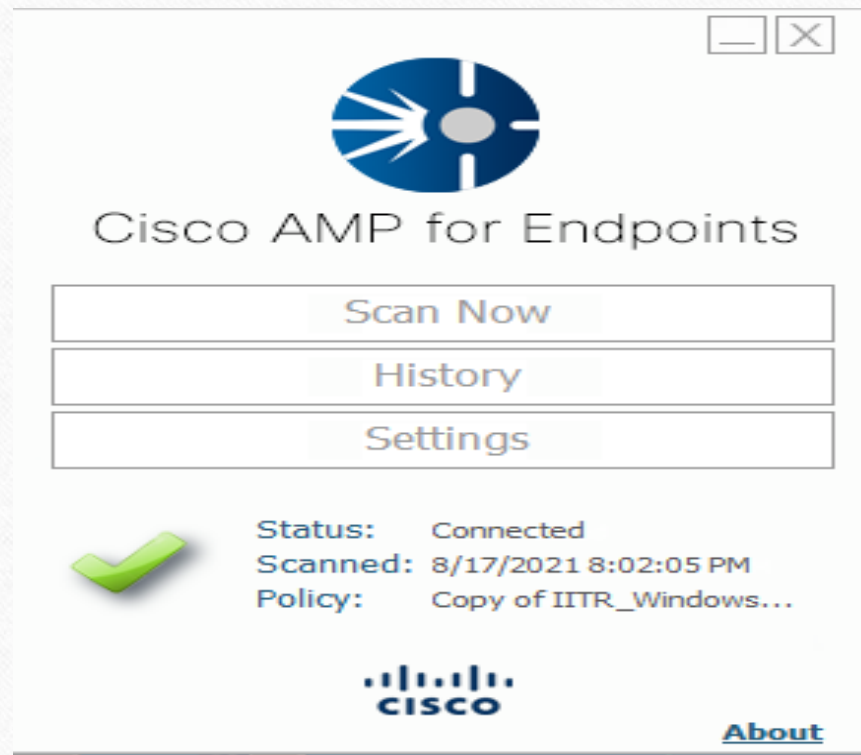 Cisco AMP for Endpoints
Scan Now
History
Settings
Status: Connected
Scanned: 8/17/2021 8:02:05 PM
Policy: Copy of IITR_Windows...
CISCO
About